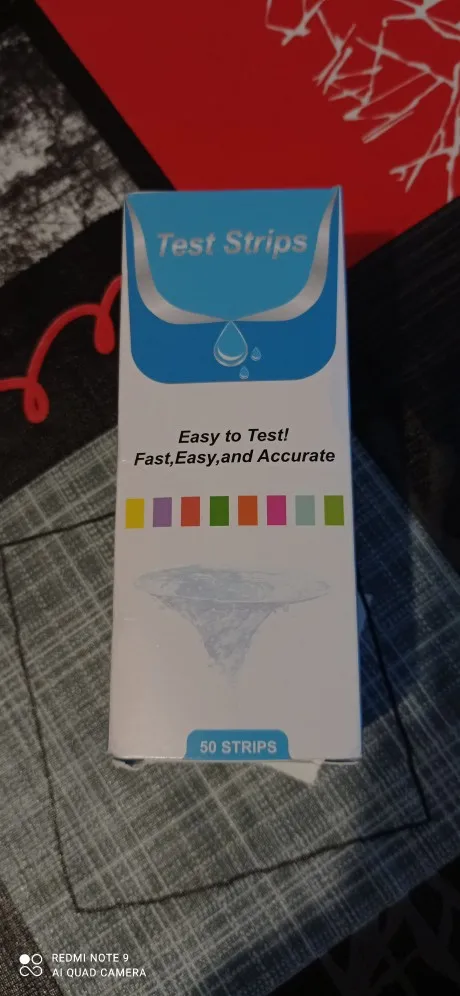 Test Strips
Easy to Test!
Fast,Easy,and Accurate
50 STRIPS
REDMI NOTE 9
AI QUAD CAMERA